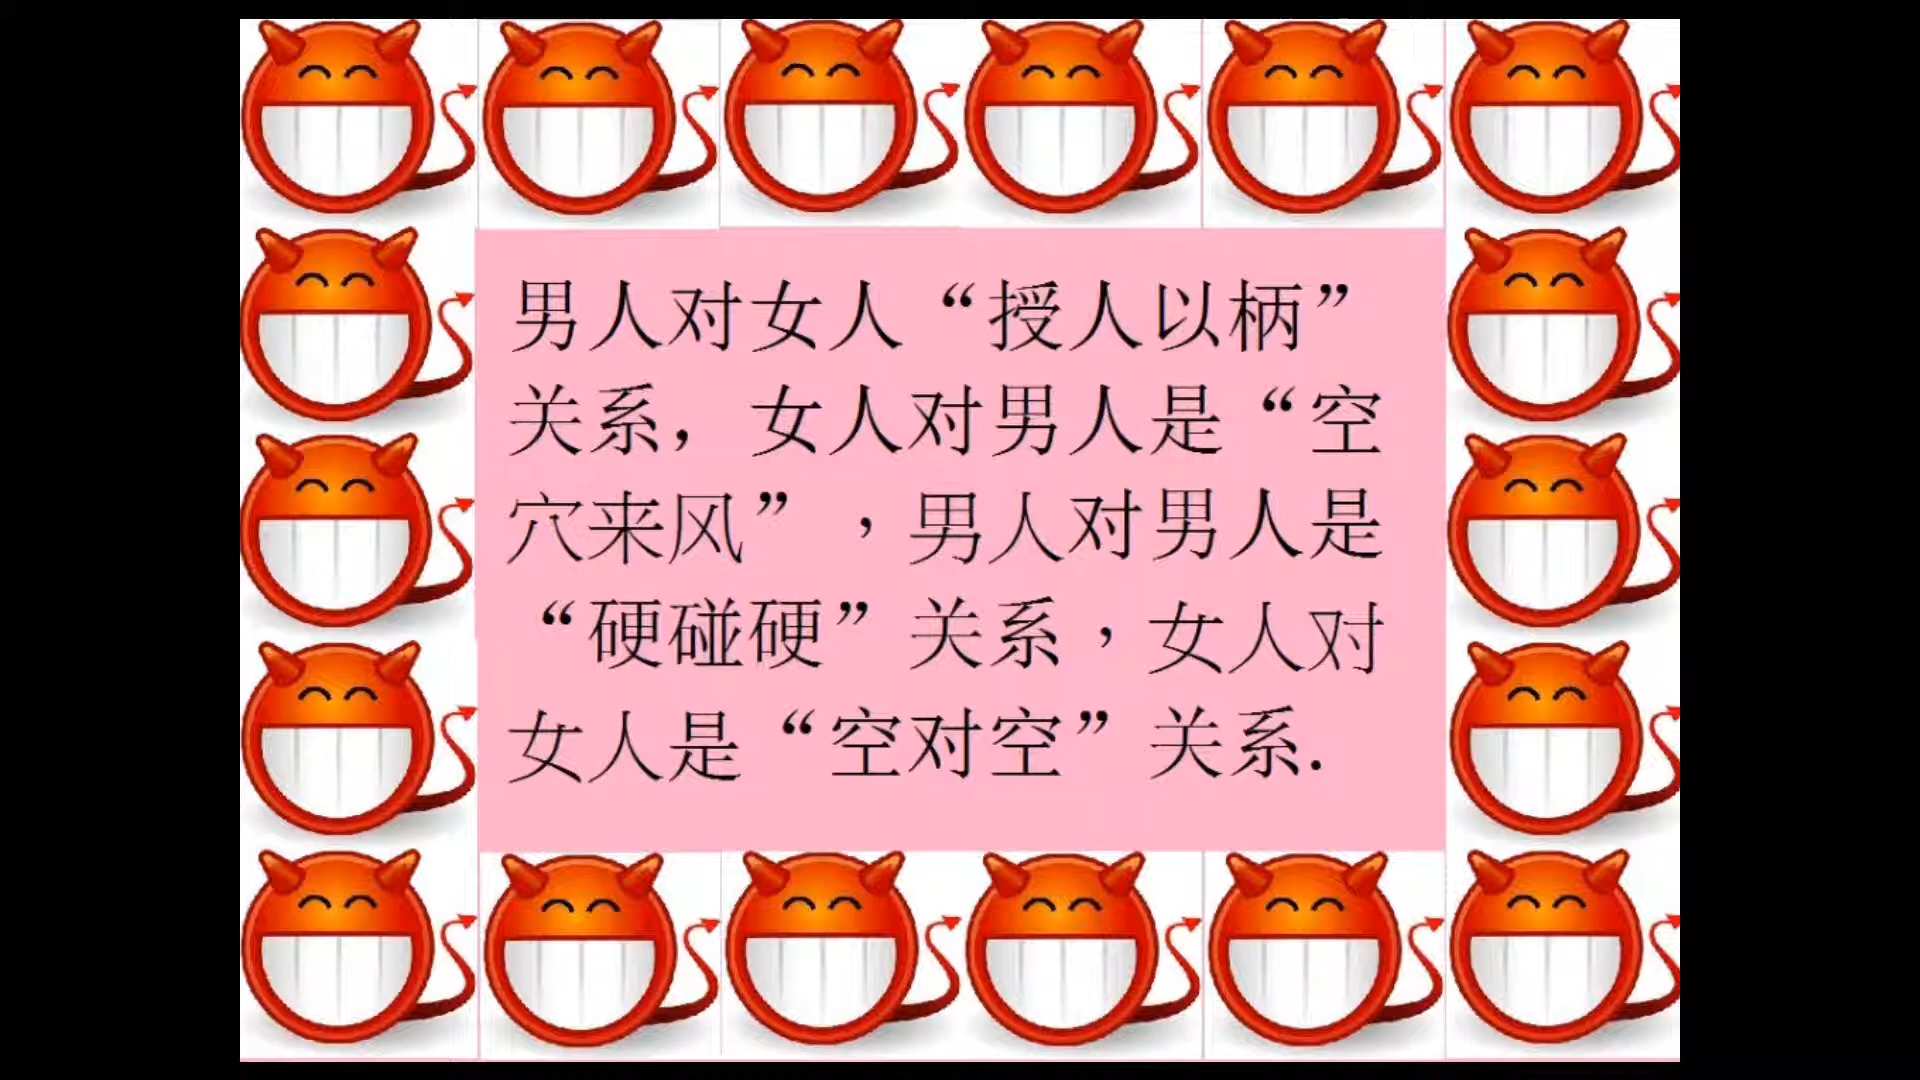 男人对女人“授人以柄”
关系，女人对男人是“空
穴来风”，男人对男人是
“硬碰硬”关系，女人对
女人是“空对空”关系.